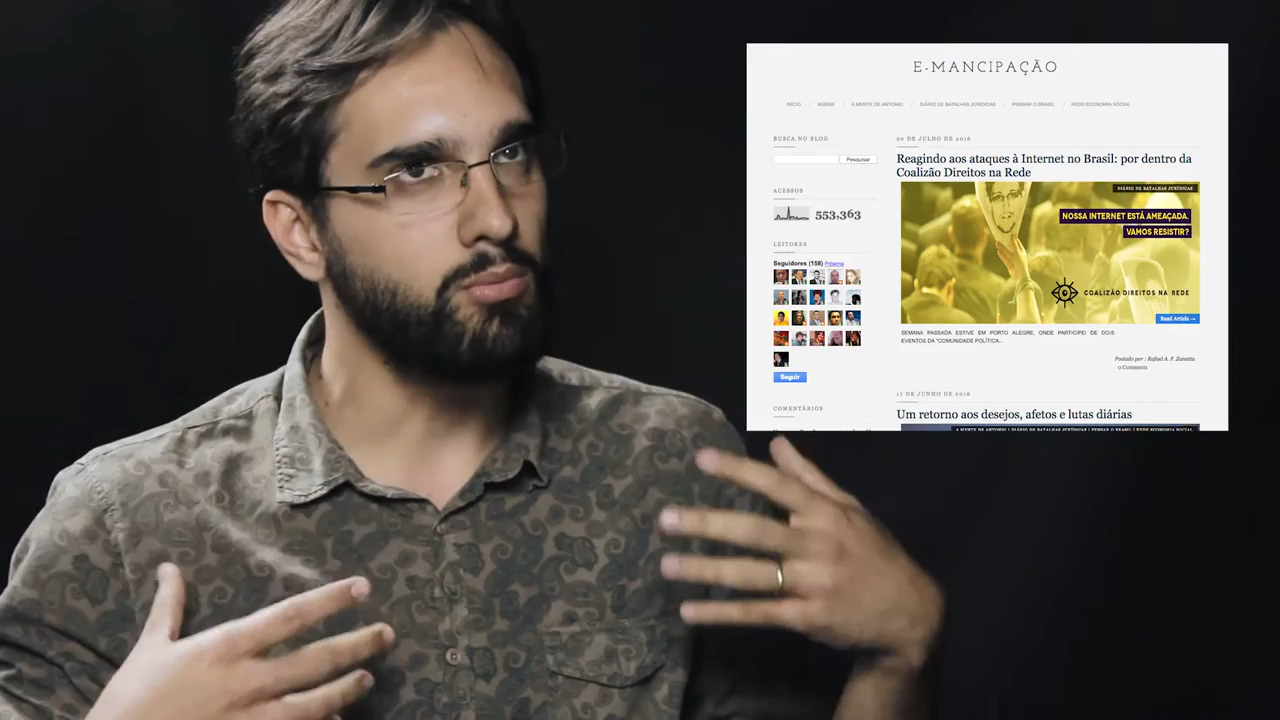 E-MANCIPAÇÃO
INÍCIO / ASSINE / A MENTE DE ANTONIO / DIÁRIO DE BATALHAS JURÍDICAS / PENSAR O BRASIL / REDE ECONOMIA SOCIAL
BUSCA NO BLOG
Pesquisar
ACESSOS
553,363
LEITORES
Seguidores (158) Próxima
Seguir
COMENTÁRIOS
20 DE JULHO DE 2016
Reagindo aos ataques à Internet no Brasil: por dentro da
Coalizão Direitos na Rede
DIÁRIO DE BATALHAS JURÍDICAS
NOSSA INTERNET ESTÁ AMEAÇADA.
VAMOS RESISTIR?
COALIZÃO DIREITOS NA REDE
Read Article →
SEMANA PASSADA ESTIVE EM PORTO ALEGRE, ONDE PARTICIPEI DE DOIS
EVENTOS DA "COMUNIDADE POLÍTICA...
Postado por : Rafael A. F. Zanatta
0 Comments
17 DE JUNHO DE 2016
Um retorno aos desejos, afetos e lutas diárias
A MENTE DE ANTONIO | DIÁRIO DE BATALHAS JURÍDICAS | PENSAR O BRASIL | REDE ECONOMIA SOCIAL